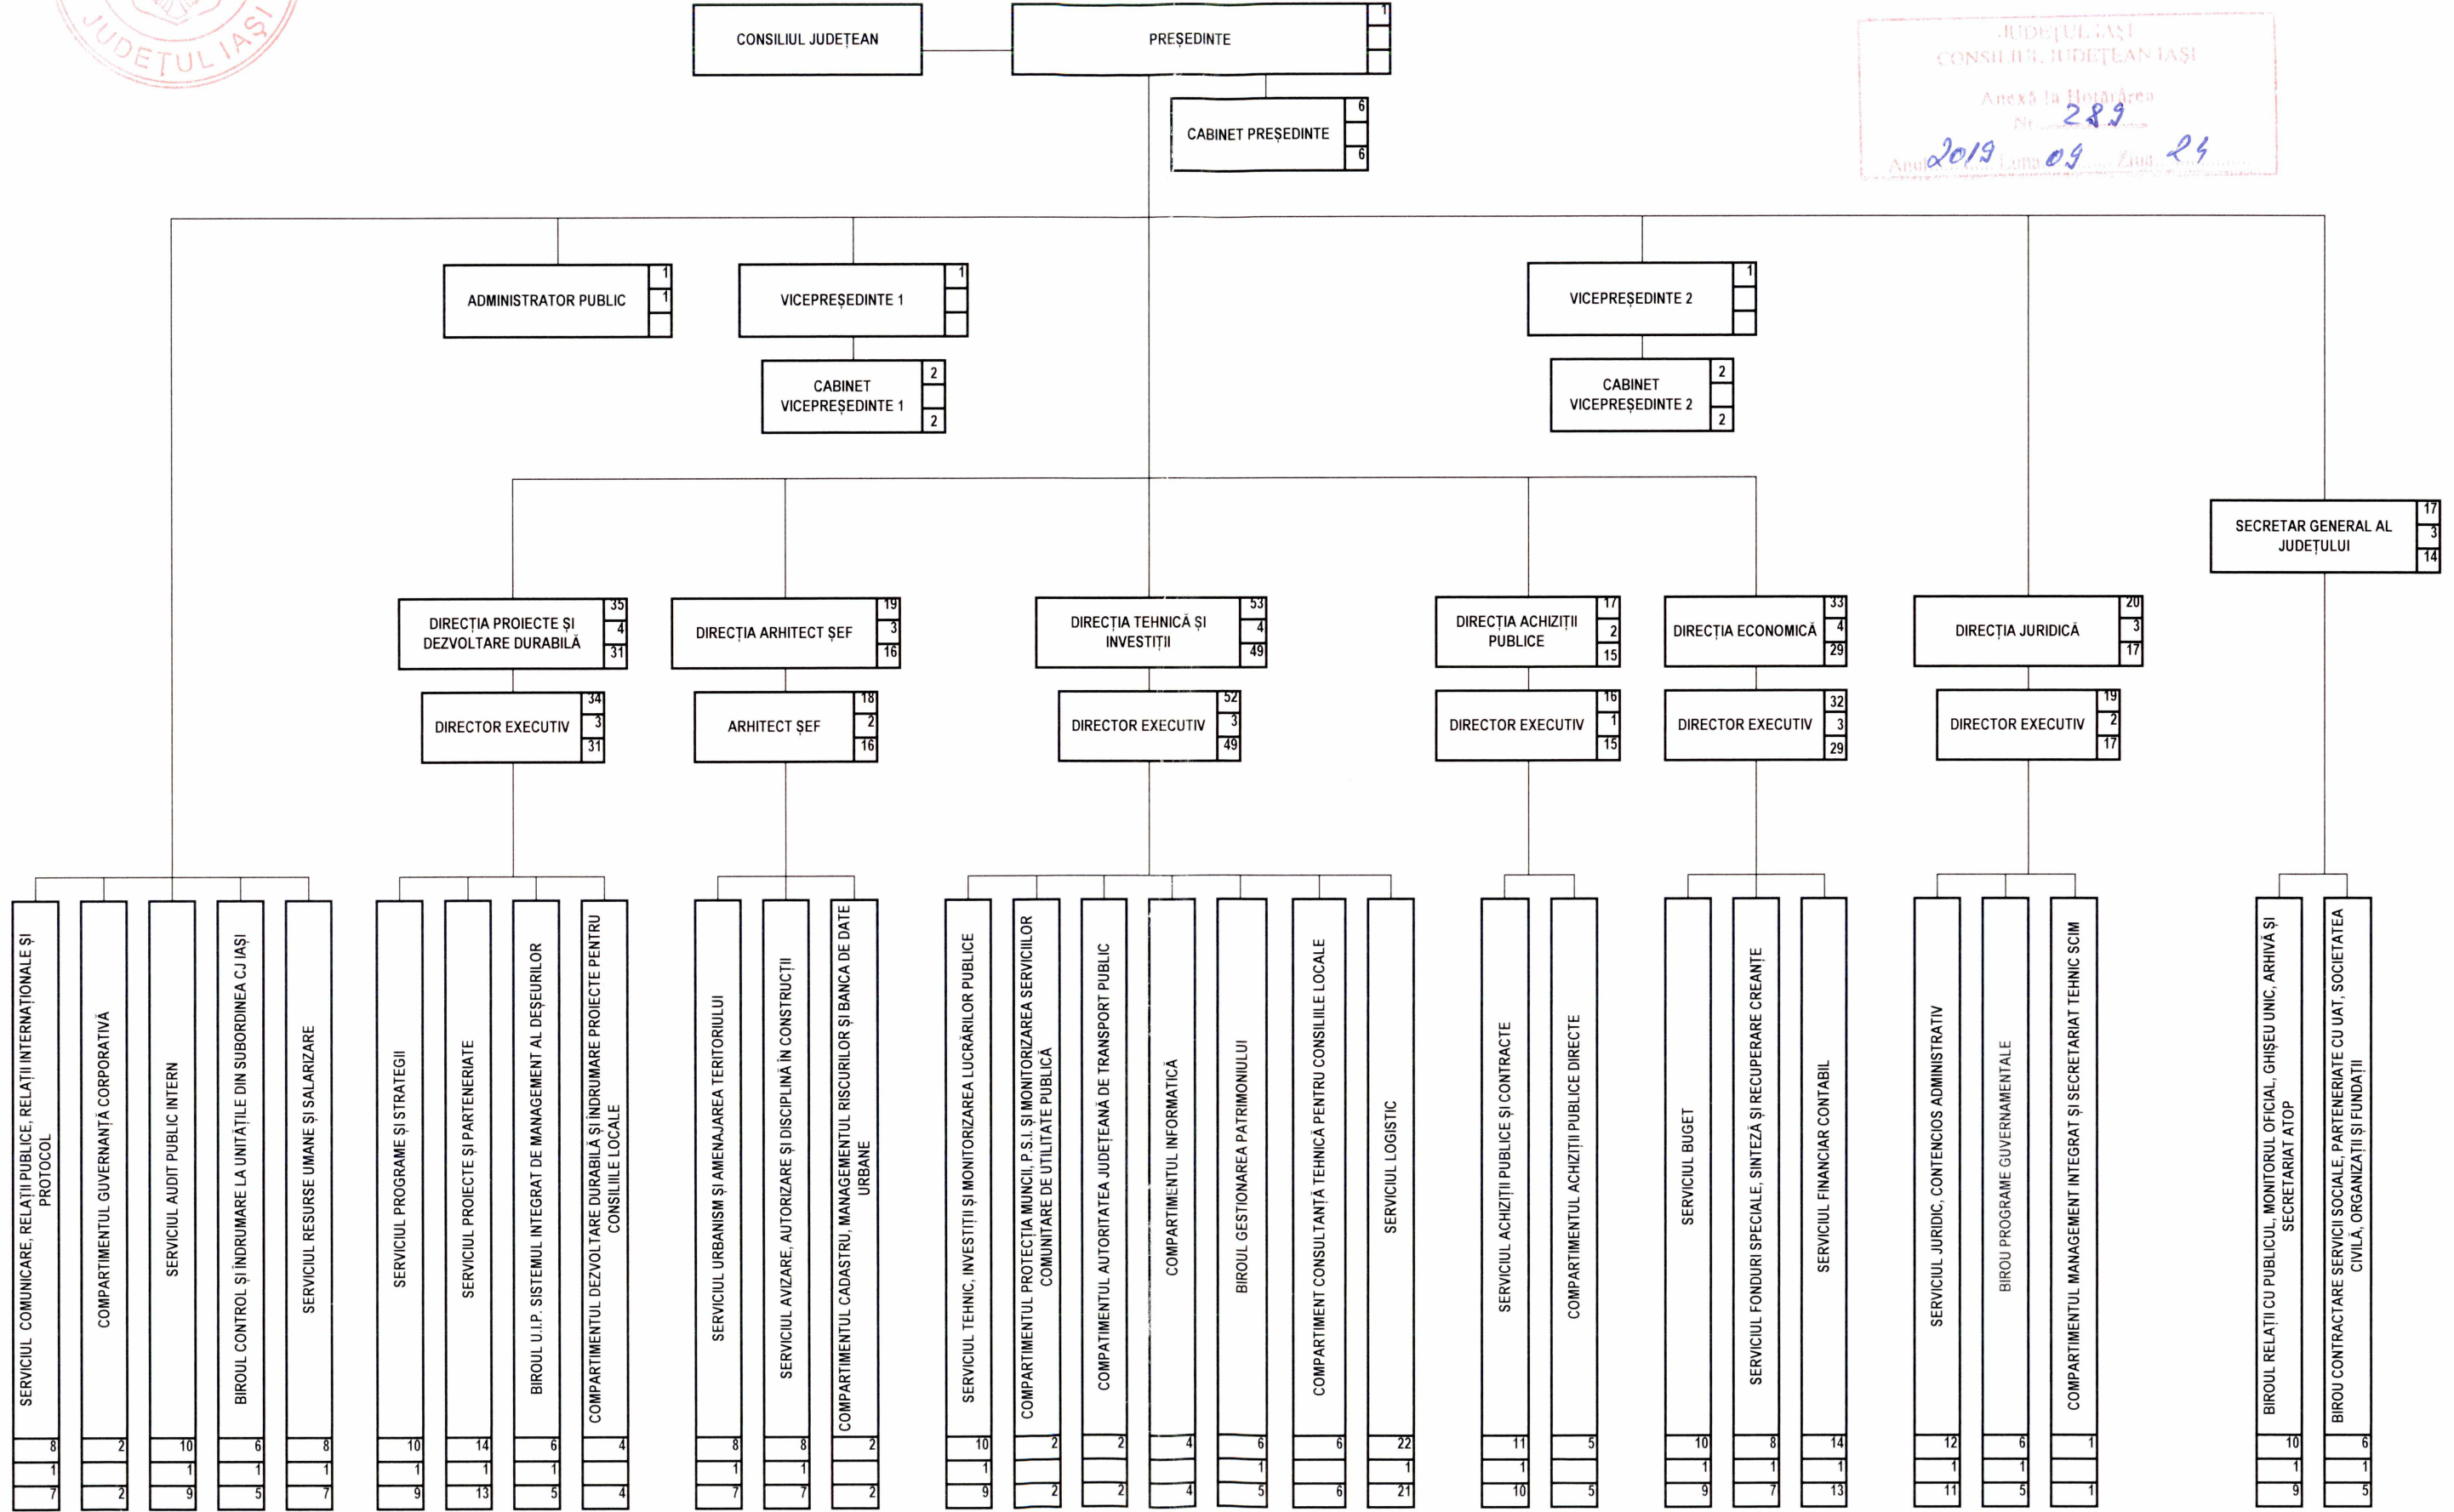 JUDEȚUL IAȘI
CONSILIUL JUDEȚEAN
PREȘEDINTE
1
JUDEȚUL IAȘI
CONSILIUL JUDEȚEAN IAȘI
Anexă la Hotărârea
Nr. 289
Anul 2019 Luna 09 Ziua 24
CABINET PREȘEDINTE
6
6
ADMINISTRATOR PUBLIC
1
1
VICEPREȘEDINTE 1
1
VICEPREȘEDINTE 2
1
CABINET
VICEPREȘEDINTE 1
2
2
CABINET
VICEPREȘEDINTE 2
2
2
SECRETAR GENERAL AL
JUDEȚULUI
17
3
14
DIRECȚIA PROIECTE ȘI
DEZVOLTARE DURABILĂ
35
4
31
DIRECȚIA ARHITECT ȘEF
19
3
16
DIRECȚIA TEHNICĂ ȘI
INVESTIȚII
53
4
49
DIRECȚIA ACHIZIȚII
PUBLICE
17
2
15
DIRECȚIA ECONOMICĂ
33
4
29
DIRECȚIA JURIDICĂ
20
3
17
DIRECTOR EXECUTIV
34
3
31
ARHITECT ȘEF
18
2
16
DIRECTOR EXECUTIV
52
3
49
DIRECTOR EXECUTIV
16
1
15
DIRECTOR EXECUTIV
32
3
29
DIRECTOR EXECUTIV
19
2
17
SERVICIUL COMUNICARE, RELAȚII PUBLICE, RELAȚII INTERNAȚIONALE ȘI
PROTOCOL
8
1
7
COMPARTIMENTUL GUVERNANȚĂ CORPORATIVĂ
2
2
SERVICIUL AUDIT PUBLIC INTERN
10
1
9
BIROUL CONTROL ȘI ÎNDRUMARE LA UNITĂȚILE DIN SUBORDINEA CJ IAȘI
6
1
5
SERVICIUL RESURSE UMANE ȘI SALARIZARE
8
1
7
SERVICIUL PROGRAME ȘI STRATEGII
10
1
9
SERVICIUL PROIECTE ȘI PARTENERIATE
14
1
13
BIROUL U.I.P. SISTEMUL INTEGRAT DE MANAGEMENT AL DEȘEURILOR
6
1
5
COMPARTIMENTUL DEZVOLTARE DURABILĂ ȘI ÎNDRUMARE PROIECTE PENTRU
CONSILIILE LOCALE
4
4
SERVICIUL URBANISM ȘI AMENAJAREA TERITORIULUI
8
1
7
SERVICIUL AVIZARE, AUTORIZARE ȘI DISCIPLINĂ ÎN CONSTRUCȚII
8
1
7
COMPARTIMENTUL CADASTRU, MANAGEMENTUL RISCURILOR ȘI BANCA DE DATE
URBANE
2
2
SERVICIUL TEHNIC, INVESTIȚII ȘI MONITORIZAREA LUCRĂRILOR PUBLICE
10
1
9
COMPARTIMENTUL PROTECȚIA MUNCII, P.S.I. ȘI MONITORIZAREA SERVICIILOR
COMUNITARE DE UTILITATE PUBLICĂ
2
2
COMPATIMENTUL AUTORITATEA JUDEȚEANĂ DE TRANSPORT PUBLIC
2
2
COMPARTIMENTUL INFORMATICĂ
4
4
BIROUL GESTIONAREA PATRIMONIULUI
6
1
5
COMPARTIMENT CONSULTANȚĂ TEHNICĂ PENTRU CONSILIILE LOCALE
6
6
SERVICIUL LOGISTIC
22
1
21
SERVICIUL ACHIZIȚII PUBLICE ȘI CONTRACTE
11
1
10
COMPARTIMENTUL ACHIZIȚII PUBLICE DIRECTE
5
5
SERVICIUL BUGET
10
1
9
SERVICIUL FONDURI SPECIALE, SINTEZĂ ȘI RECUPERARE CREANȚE
8
1
7
SERVICIUL FINANCIAR CONTABIL
14
1
13
SERVICIUL JURIDIC, CONTENCIOS ADMINISTRATIV
12
1
11
BIROU PROGRAME GUVERNAMENTALE
6
1
5
COMPARTIMENTUL MANAGEMENT INTEGRAT ȘI SECRETARIAT TEHNIC SCIM
1
1
BIROUL RELAȚII CU PUBLICUL, MONITORUL OFICIAL, GHIȘEU UNIC, ARHIVĂ ȘI
SECRETARIAT ATOP
10
1
9
BIROU CONTRACTARE SERVICII SOCIALE, PARTENERIATE CU UAT, SOCIETATEA
CIVILĂ, ORGANIZAȚII ȘI FUNDAȚII
6
1
5